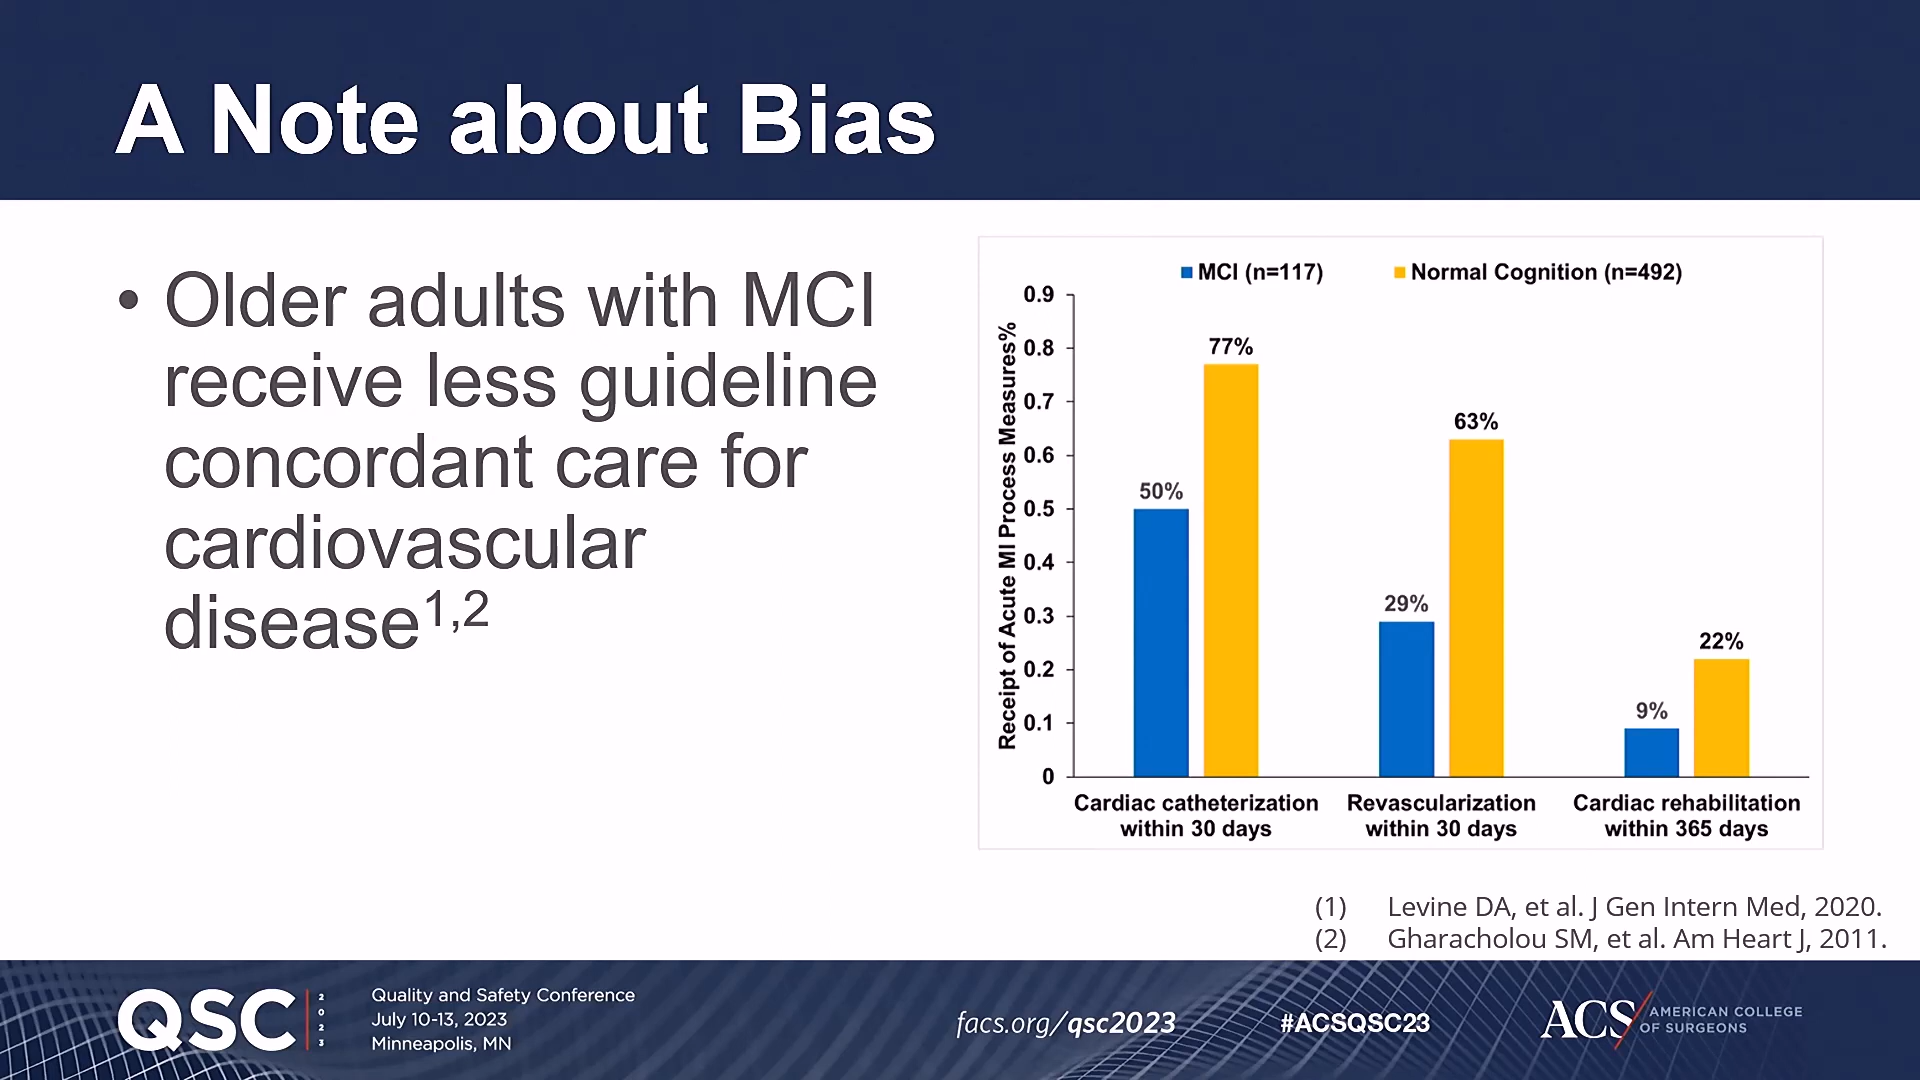 A Note about Bias
• Older adults with MCI
receive less guideline
concordant care for
cardiovascular
disease1,2
MCI (n=117) Normal Cognition (n=492)
Receipt of Acute MI Process Measures%
0.9
0.8
0.7
0.6
0.5
0.4
0.3
0.2
0.1
0
50% 77%
29% 63%
9% 22%
Cardiac catheterization
within 30 days
Revascularization
within 30 days
Cardiac rehabilitation
within 365 days
(1) Levine DA, et al. J Gen Intern Med, 2020.
(2) Gharacholou SM, et al. Am Heart J, 2011.
QSC 2023
Quality and Safety Conference
July 10-13, 2023
Minneapolis, MN
facs.org/qsc2023
#ACSQSC23
ACS
AMERICAN COLLEGE
OF SURGEONS